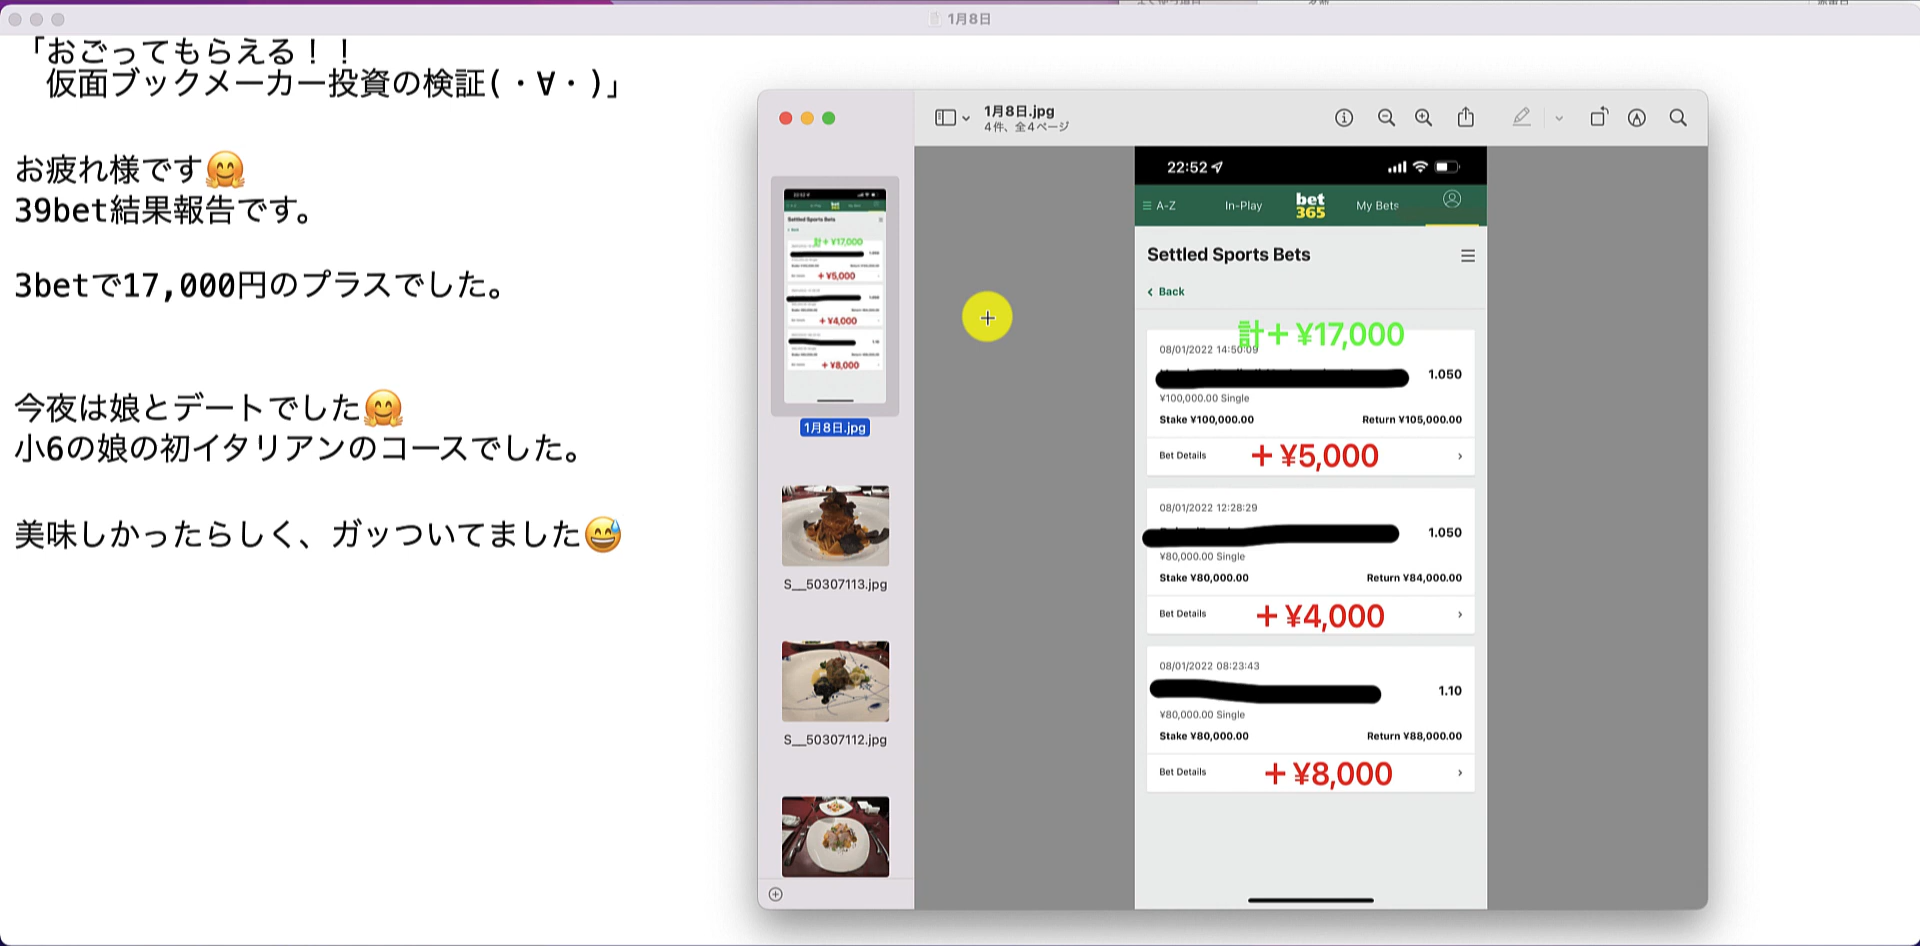 1月8日
「おごってもらえる！！
仮面ブックメーカー投資の検証(・∀・)」
お疲れ様です🤗
39bet結果報告です。
3betで17,000円のプラスでした。
今夜は娘とデートでした🤗
小6の娘の初イタリアンのコースでした。
美味しかったらしく、ガッついてました😅
1月8日.jpg
4件、全4ページ
1月8日.jpg
S__50307113.jpg
S__50307112.jpg
22:52
A-Z
In-Play
bet
365
My Bets
Settled Sports Bets
Back
計＋¥17,000
08/01/2022 14:50:09
1.050
¥100,000.00 Single
Stake ¥100,000.00 Return ¥105,000.00
Bet Details ＋¥5,000
08/01/2022 12:28:29
1.050
¥80,000.00 Single
Stake ¥80,000.00 Return ¥84,000.00
Bet Details ＋¥4,000
08/01/2022 08:23:43
1.10
¥80,000.00 Single
Stake ¥80,000.00 Return ¥88,000.00
Bet Details ＋¥8,000